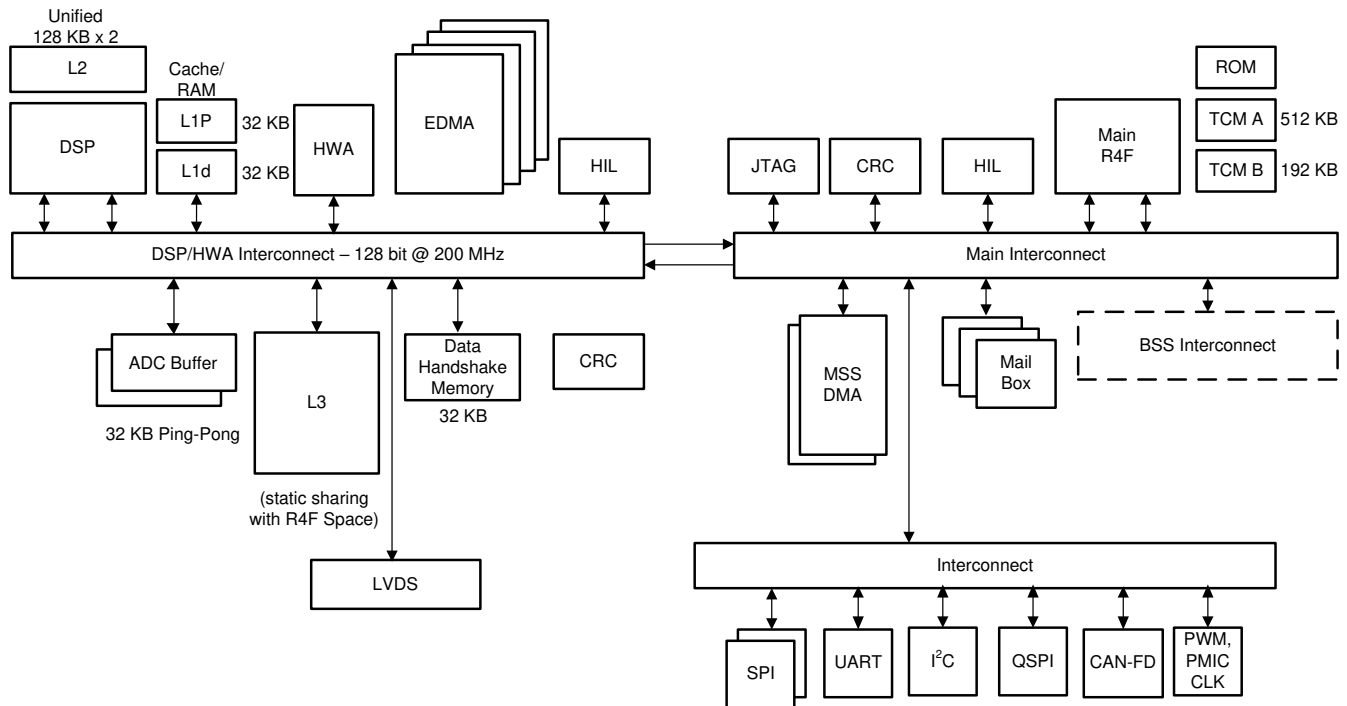 Unified
128 KB x 2
L2
Cache/
RAM
L1P
32 KB
DSP
L1d
32 KB
HWA
EDMA
HIL
JTAG
CRC
HIL
Main
R4F
ROM
TCM A
512 KB
TCM B
192 KB
DSP/HWA Interconnect – 128 bit @ 200 MHz
Main Interconnect
ADC Buffer
32 KB Ping-Pong
L3
(static sharing
with R4F Space)
Data
Handshake
Memory
32 KB
CRC
LVDS
MSS
DMA
Mail
Box
BSS Interconnect
Interconnect
SPI
UART
I²C
QSPI
CAN-FD
PWM,
PMIC
CLK